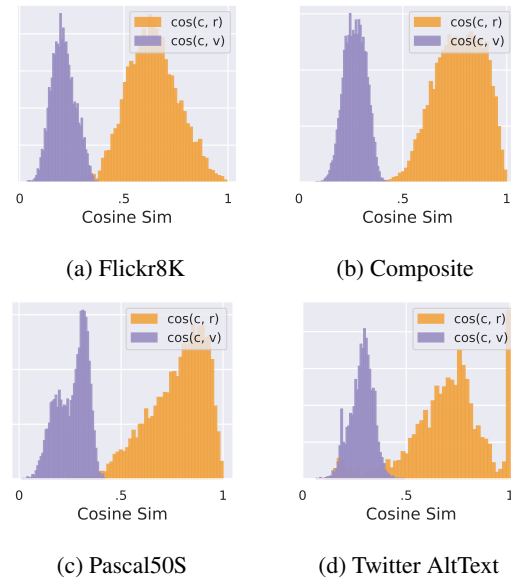 cos(c, r)
cos(c, v)
0 .5 1
Cosine Sim
(a) Flickr8K
cos(c, r)
cos(c, v)
0 .5 1
Cosine Sim
(b) Composite
cos(c, r)
cos(c, v)
0 .5 1
Cosine Sim
(c) Pascal50S
cos(c, r)
cos(c, v)
0 .5 1
Cosine Sim
(d) Twitter AltText